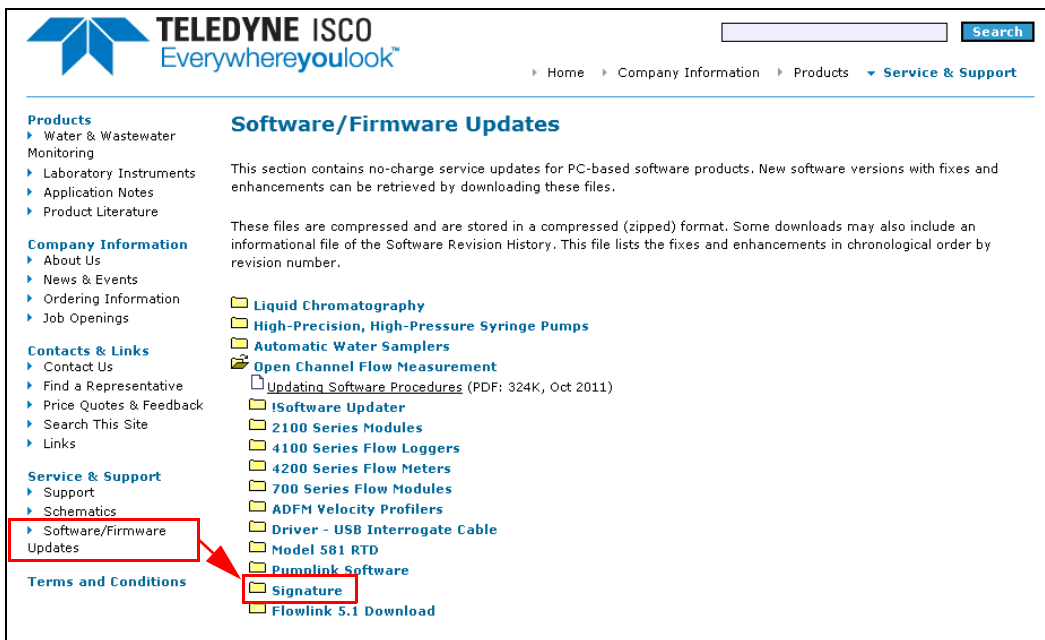 TELEDYNE ISCO
Everywhereyoulook™
Search
Home Company Information Products Service & Support
Products
Water & Wastewater
Monitoring
Laboratory Instruments
Application Notes
Product Literature
Company Information
About Us
News & Events
Ordering Information
Job Openings
Contacts & Links
Contact Us
Find a Representative
Price Quotes & Feedback
Search This Site
Links
Service & Support
Support
Schematics
Software/Firmware
Updates
Terms and Conditions
Software/Firmware Updates
This section contains no-charge service updates for PC-based software products. New software versions with fixes and
enhancements can be retrieved by downloading these files.
These files are compressed and are stored in a compressed (zipped) format. Some downloads may also include an
informational file of the Software Revision History. This file lists the fixes and enhancements in chronological order by
revision number.
Liquid Chromatography
High-Precision, High-Pressure Syringe Pumps
Automatic Water Samplers
Open Channel Flow Measurement
Updating Software Procedures (PDF: 324K, Oct 2011)
!Software Updater
2100 Series Modules
4100 Series Flow Loggers
4200 Series Flow Meters
700 Series Flow Modules
ADFM Velocity Profilers
Driver - USB Interrogate Cable
Model 581 RTD
Pumplink Software
Signature
Flowlink 5.1 Download